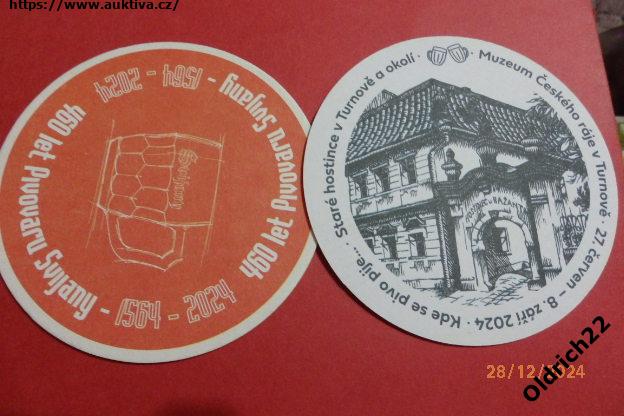 https://www.auktiva.cz/
460 let Pivovaru Svijany - 1564 - 2024
460 let Pivovaru Svijany - 1564 - 2024
Svijany
Kde se pivo pije... · Staré hostince v Turnově a okolí · Muzeum Českého ráje v Turnově · 27. červen – 8. září 2024 ·
28/12/2024
Oldrich22